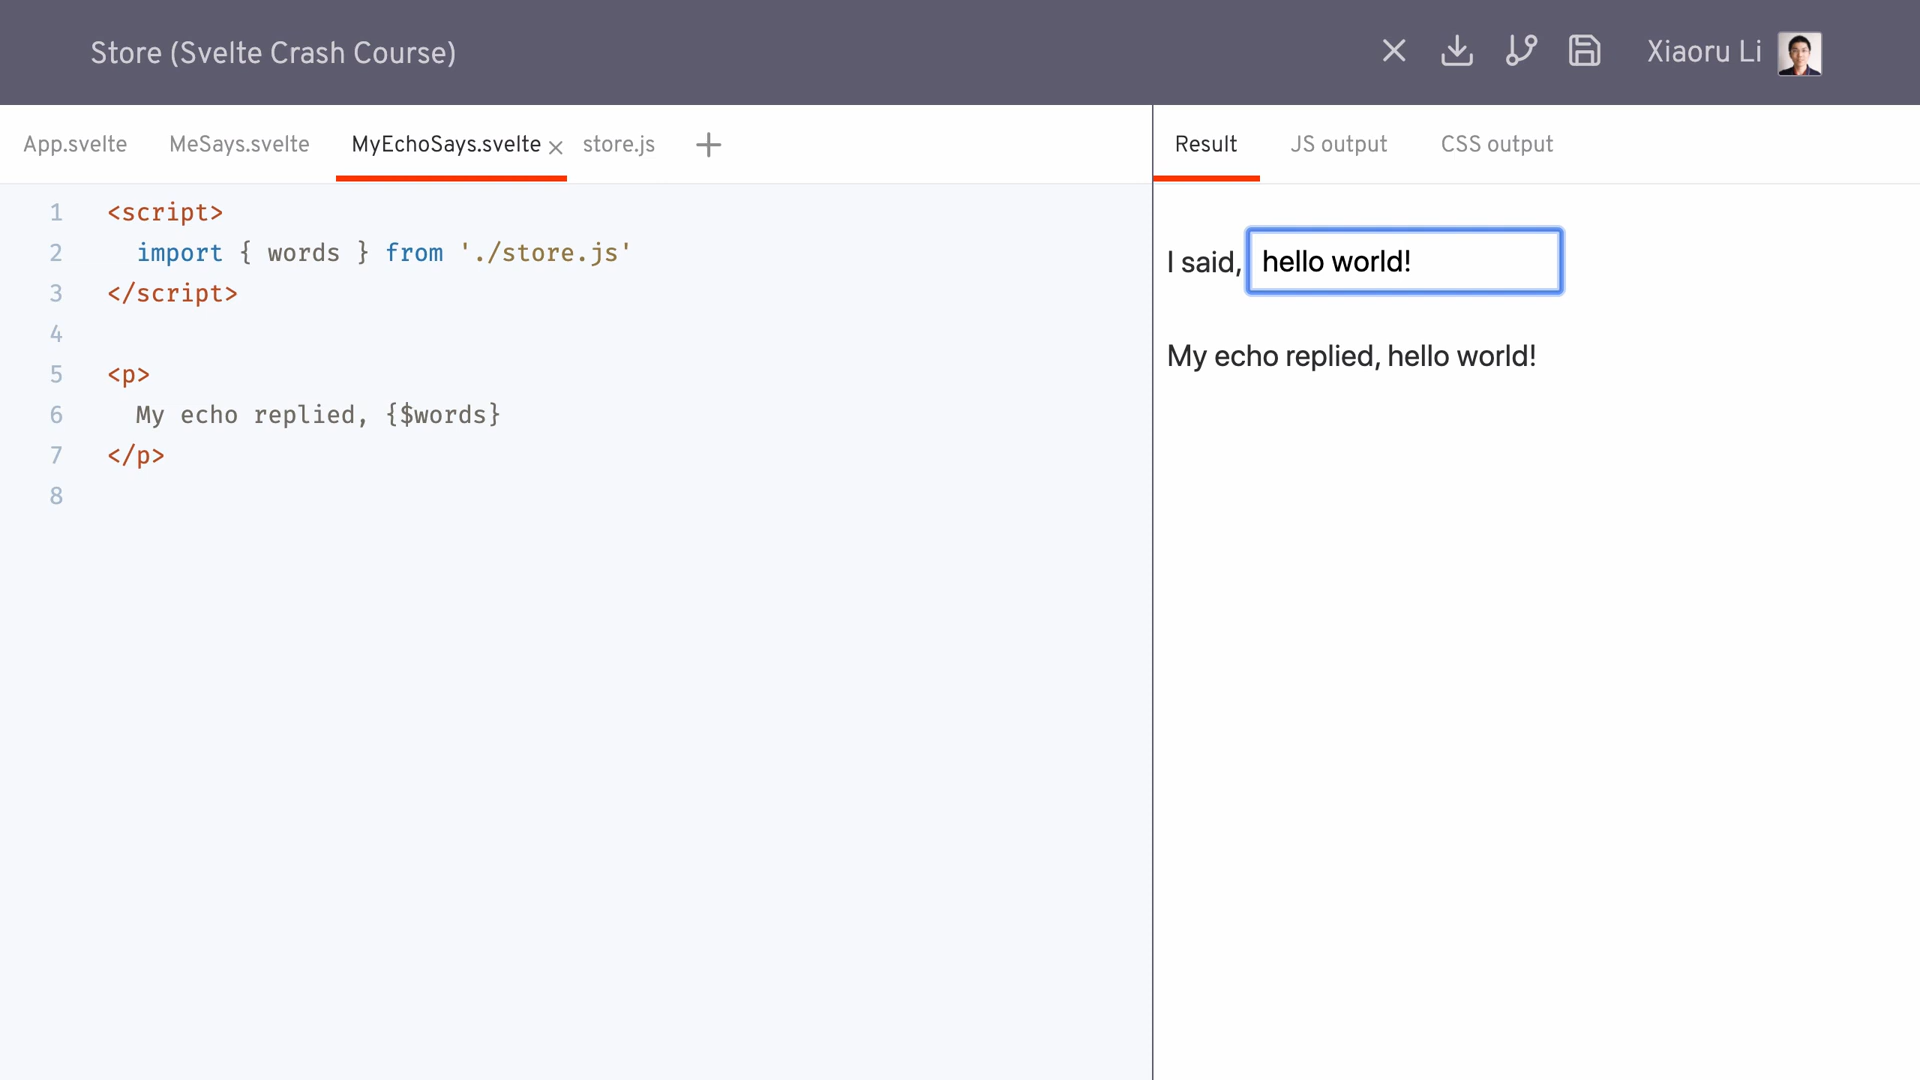 Store (Svelte Crash Course)
Xiaoru Li
App.svelte MeSays.svelte MyEchoSays.svelte store.js
1 <script>
2 import { words } from './store.js'
3 </script>
4
5 <p>
6 My echo replied, {$words}
7 </p>
8
Result JS output CSS output
I said, hello world!
My echo replied, hello world!